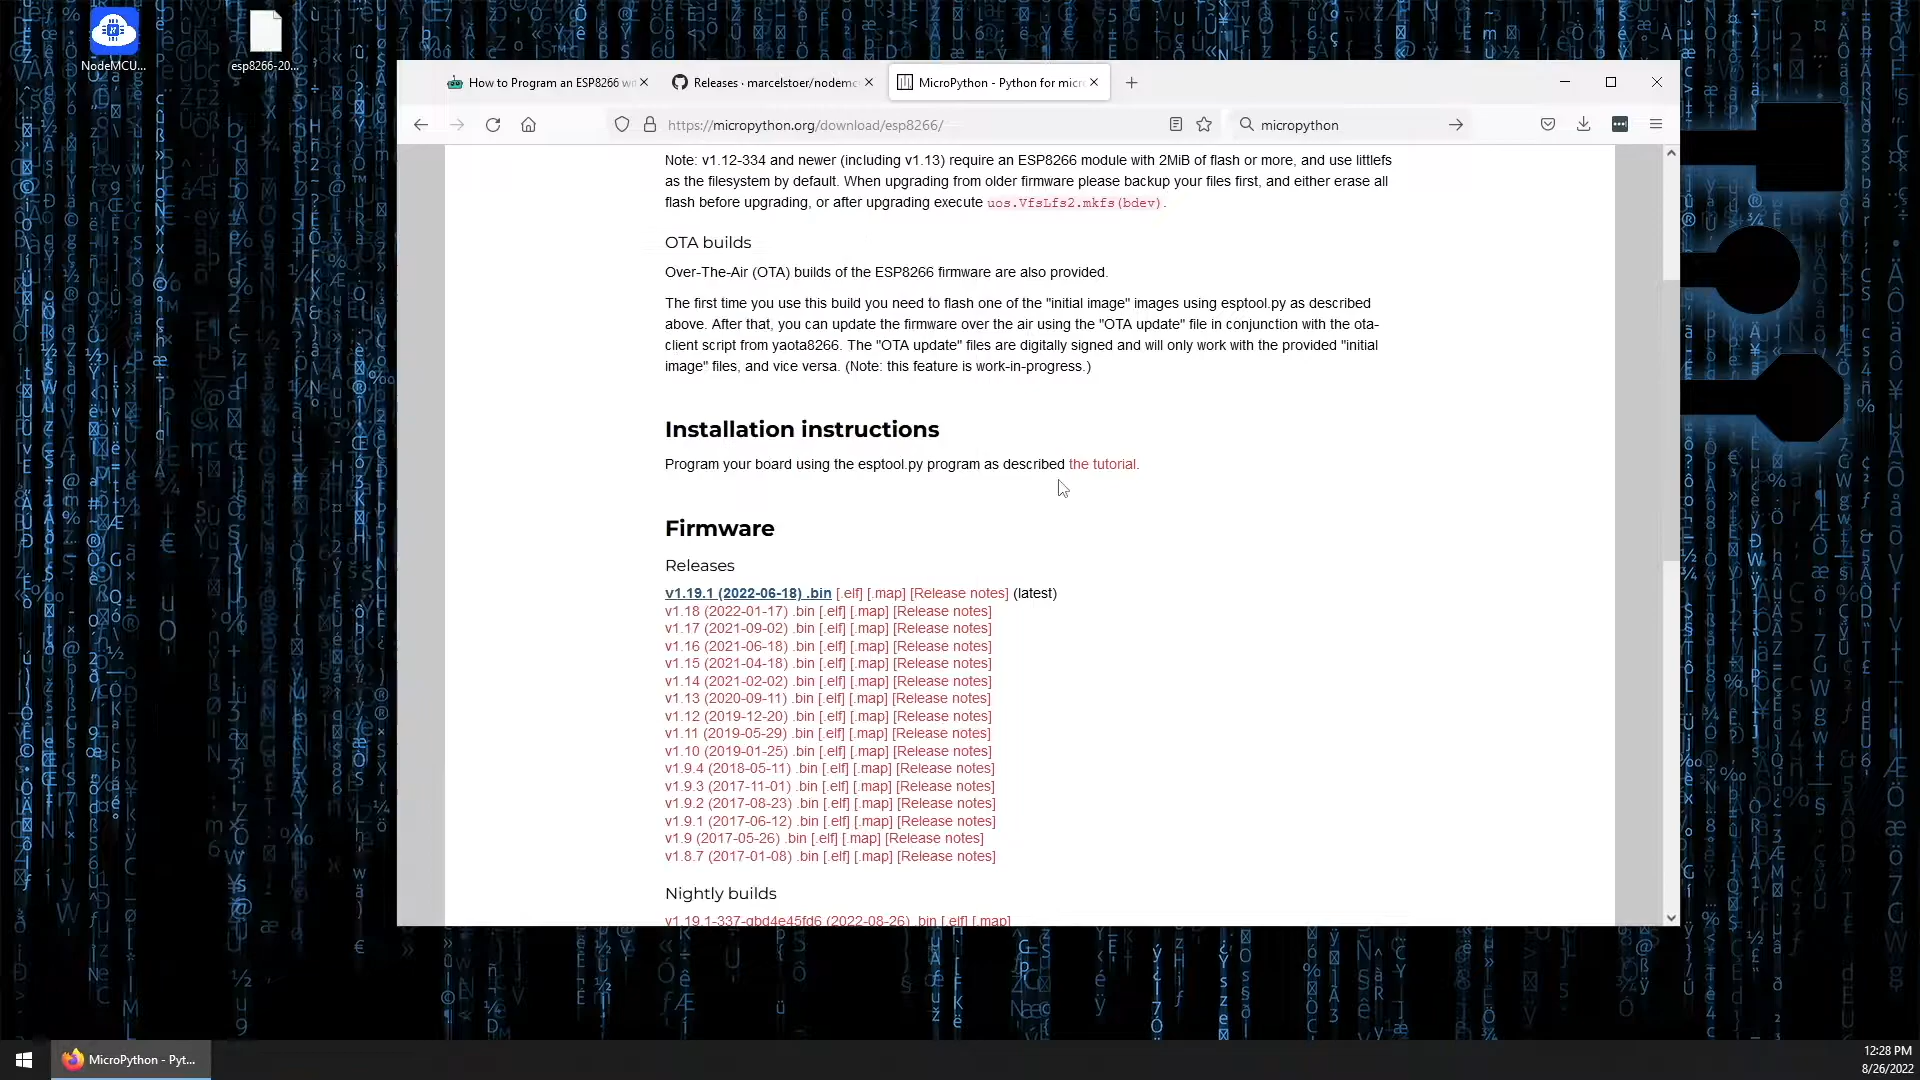 NodeMCU...
esp8266-20...
How to Program an ESP8266 w
Releases · marcelstoer/nodemc
MicroPython - Python for micr
https://micropython.org/download/esp8266/
micropython
Note: v1.12-334 and newer (including v1.13) require an ESP8266 module with 2MiB of flash or more, and use littlefs
as the filesystem by default. When upgrading from older firmware please backup your files first, and either erase all
flash before upgrading, or after upgrading execute uos.VfsLfs2.mkfs(bdev).
OTA builds
Over-The-Air (OTA) builds of the ESP8266 firmware are also provided.
The first time you use this build you need to flash one of the "initial image" images using esptool.py as described
above. After that, you can update the firmware over the air using the "OTA update" file in conjunction with the ota-
client script from yaota8266. The "OTA update" files are digitally signed and will only work with the provided "initial
image" files, and vice versa. (Note: this feature is work-in-progress.)
Installation instructions
Program your board using the esptool.py program as described the tutorial.
Firmware
Releases
v1.19.1 (2022-06-18) .bin [.elf] [.map] [Release notes] (latest)
v1.18 (2022-01-17) .bin [.elf] [.map] [Release notes]
v1.17 (2021-09-02) .bin [.elf] [.map] [Release notes]
v1.16 (2021-06-18) .bin [.elf] [.map] [Release notes]
v1.15 (2021-04-18) .bin [.elf] [.map] [Release notes]
v1.14 (2021-02-02) .bin [.elf] [.map] [Release notes]
v1.13 (2020-09-11) .bin [.elf] [.map] [Release notes]
v1.12 (2019-12-20) .bin [.elf] [.map] [Release notes]
v1.11 (2019-05-29) .bin [.elf] [.map] [Release notes]
v1.10 (2019-01-25) .bin [.elf] [.map] [Release notes]
v1.9.4 (2018-05-11) .bin [.elf] [.map] [Release notes]
v1.9.3 (2017-11-01) .bin [.elf] [.map] [Release notes]
v1.9.2 (2017-08-23) .bin [.elf] [.map] [Release notes]
v1.9.1 (2017-06-12) .bin [.elf] [.map] [Release notes]
v1.9 (2017-05-26) .bin [.elf] [.map] [Release notes]
v1.8.7 (2017-01-08) .bin [.elf] [.map] [Release notes]
Nightly builds
v1.19.1-337-gbd4e45fd6 (2022-08-26) .bin [.elf] [.map]
MicroPython - Pyt...
12:28 PM
8/26/2022